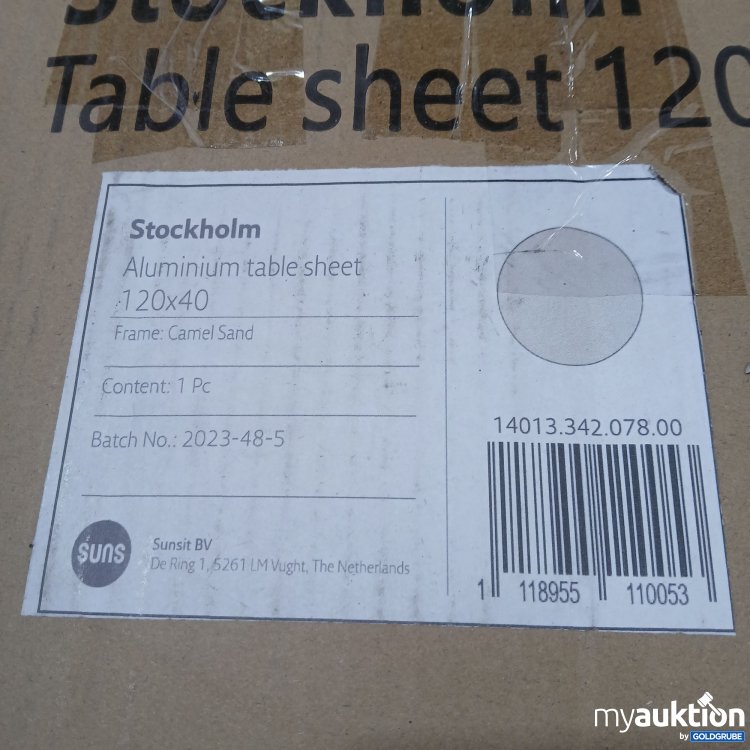 Stockholm
Table sheet 120
Stockholm
Aluminium table sheet
120x40
Frame: Camel Sand
Content: 1 Pc
Batch No.: 2023-48-5
suns
Sunsit BV
De Ring 1, 5261 LM Vught, The Netherlands
14013.342.078.00
1 118955 110053
myauktion
by GOLDGRUBE